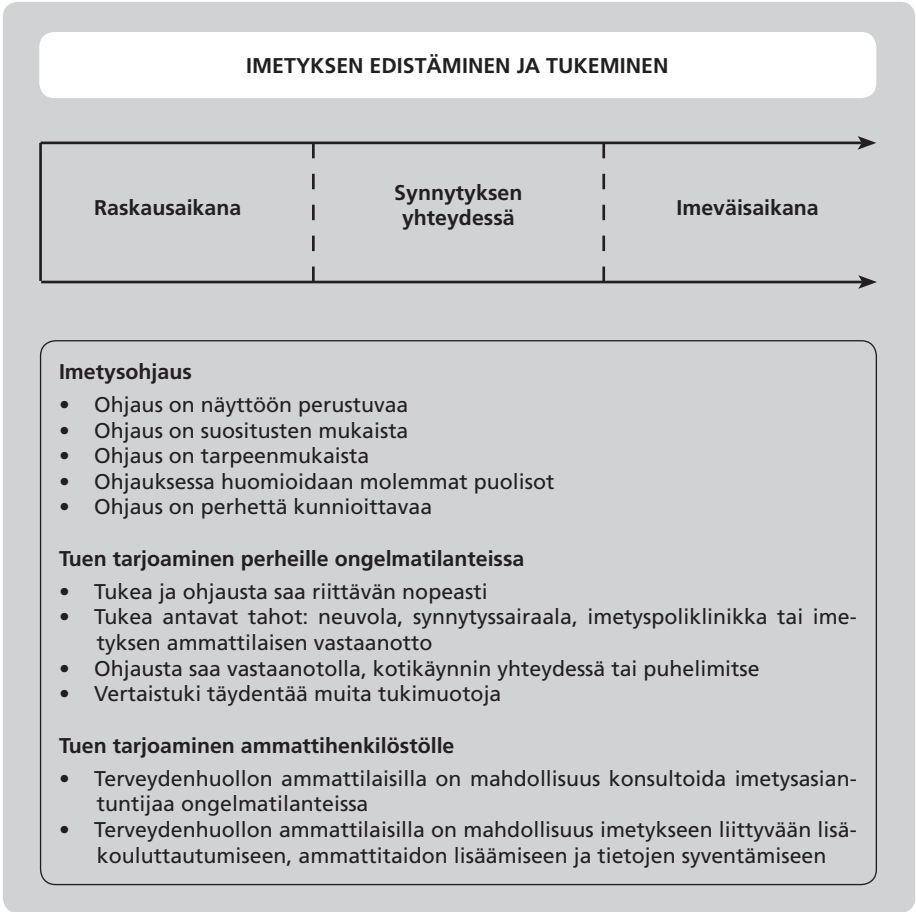 IMETYKSEN EDISTÄMINEN JA TUKEMINEN
Raskausaikana
Synnytyksen
yhteydessä
Imeväisaikana
Imetysohjaus
• Ohjaus on näyttöön perustuvaa
• Ohjaus on suositusten mukaista
• Ohjaus on tarpeenmukaista
• Ohjauksessa huomioidaan molemmat puolisot
• Ohjaus on perhettä kunnioittavaa
Tuen tarjoaminen perheille ongelmatilanteissa
• Tukea ja ohjausta saa riittävän nopeasti
• Tukea antavat tahot: neuvola, synnytyssairaala, imetyspoliklinikka tai ime-
tyksen ammattilaisen vastaanotto
• Ohjausta saa vastaanotolla, kotikäynnin yhteydessä tai puhelimitse
• Vertaistuki täydentää muita tukimuotoja
Tuen tarjoaminen ammattihenkilöstölle
• Terveydenhuollon ammattilaisilla on mahdollisuus konsultoida imetysasian-
tuntijaa ongelmatilanteissa
• Terveydenhuollon ammattilaisilla on mahdollisuus imetykseen liittyvään lisä-
kouluttautumiseen, ammattitaidon lisäämiseen ja tietojen syventämiseen